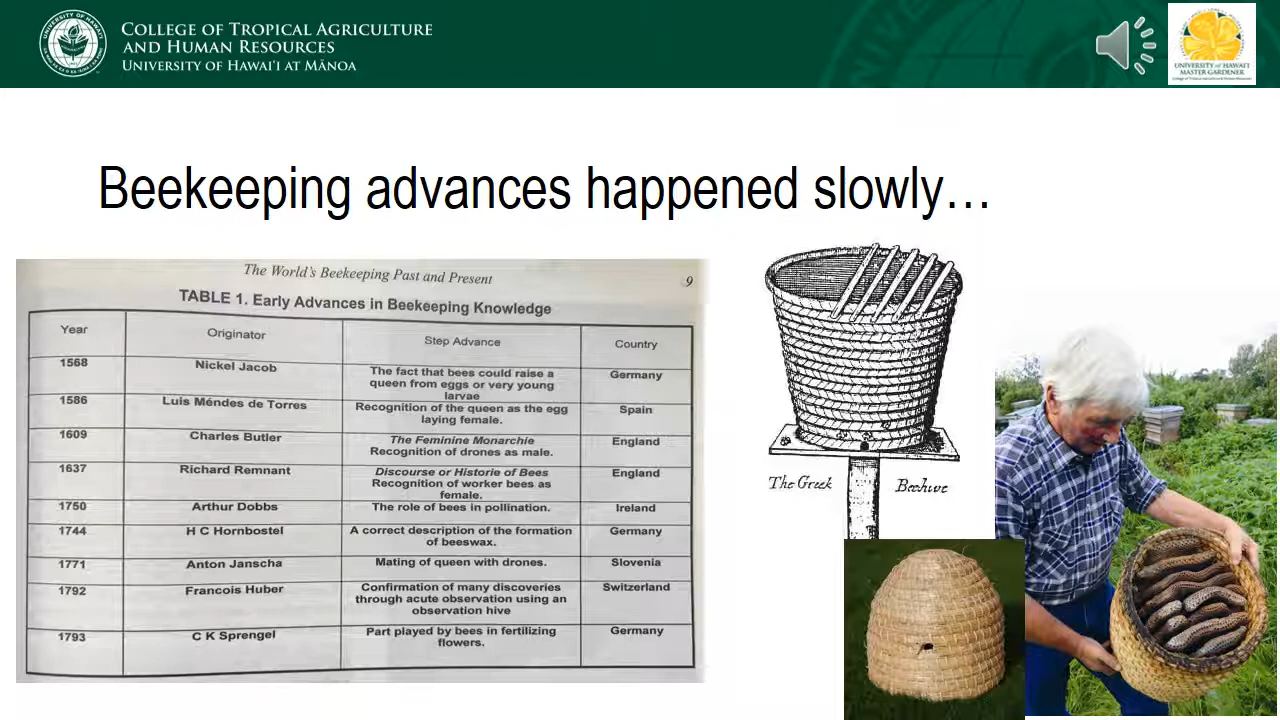 COLLEGE OF TROPICAL AGRICULTURE
AND HUMAN RESOURCES
UNIVERSITY OF HAWAIʻI AT MĀNOA
UNIVERSITY of HAWAIʻI
MASTER GARDENER
Beekeeping advances happened slowly…
The World's Beekeeping Past and Present 9
TABLE 1. Early Advances in Beekeeping Knowledge
Year Originator Step Advance Country
1568 Nickel Jacob The fact that bees could raise a Germany
queen from eggs or very young
larvae
1586 Luis Méndes de Torres Recognition of the queen as the egg Spain
laying female.
1609 Charles Butler The Feminine Monarchie England
Recognition of drones as male.
1637 Richard Remnant Discourse or Historie of Bees England
Recognition of worker bees as
female.
1750 Arthur Dobbs The role of bees in pollination. Ireland
1744 H C Hornbostel A correct description of the formation Germany
of beeswax.
1771 Anton Janscha Mating of queen with drones. Slovenia
1792 Francois Huber Confirmation of many discoveries Switzerland
through acute observation using an
observation hive
1793 C K Sprengel Part played by bees in fertilizing Germany
flowers.
The Greek Beehive